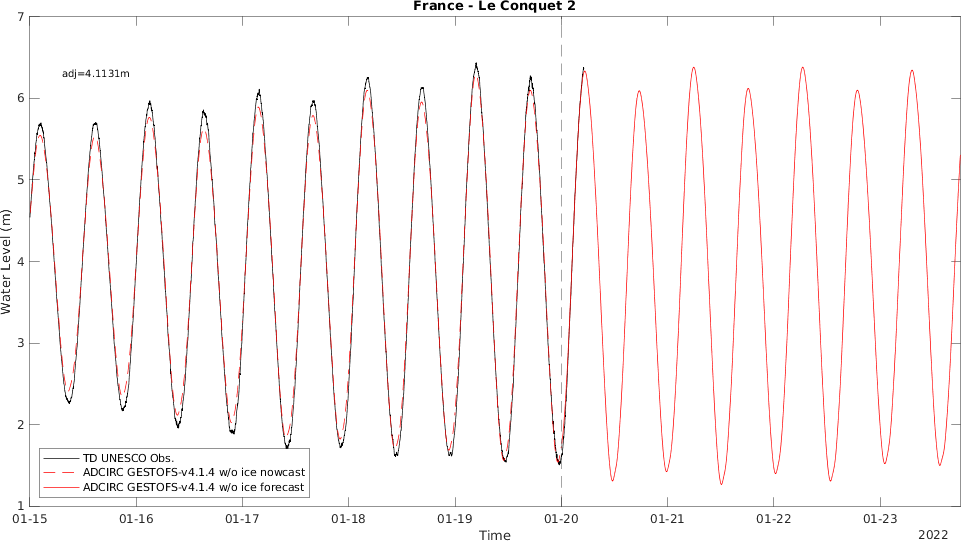 France - Le Conquet 2
adj=4.1131m
Water Level (m)
7
6
5
4
3
2
1
TD UNESCO Obs.
ADCIRC GESTOFS-v4.1.4 w/o ice nowcast
ADCIRC GESTOFS-v4.1.4 w/o ice forecast
01-15 01-16 01-17 01-18 01-19 01-20 01-21 01-22 01-23
Time
2022